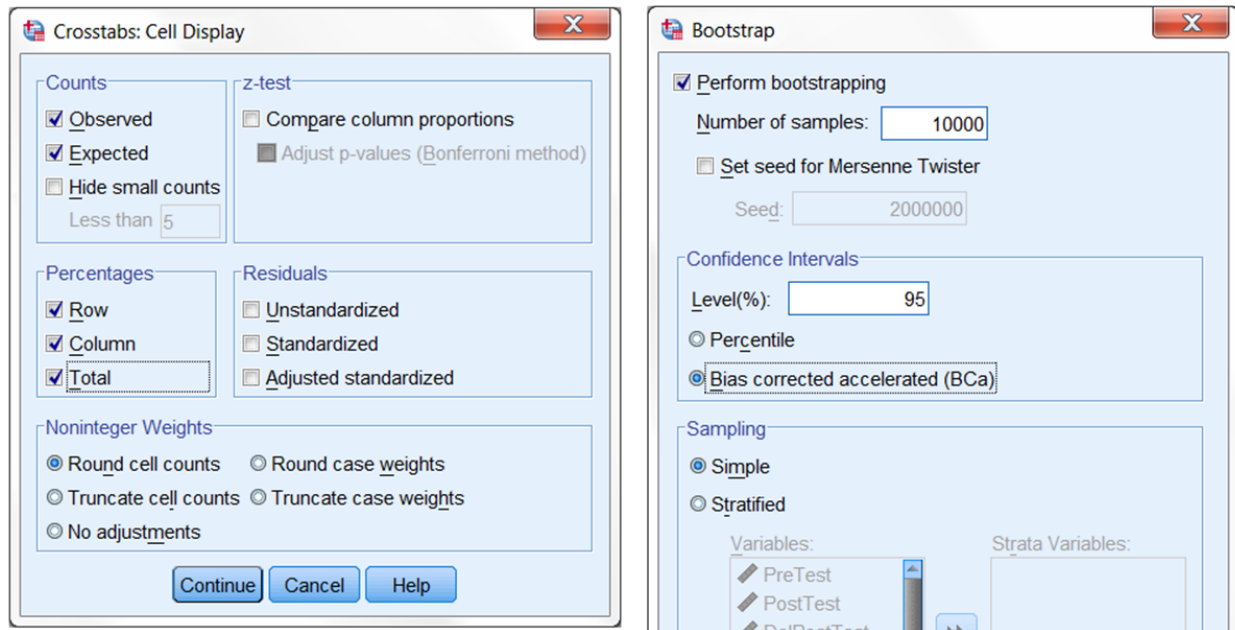 Crosstabs: Cell Display
X
Counts
Observed
Expected
Hide small counts
Less than 5
z-test
Compare column proportions
Adjust p-values (Bonferroni method)
Percentages
Row
Column
Total
Residuals
Unstandardized
Standardized
Adjusted standardized
Noninteger Weights
Round cell counts Round case weights
Truncate cell counts Truncate case weights
No adjustments
Continue Cancel Help
Bootstrap
X
Perform bootstrapping
Number of samples: 10000
Set seed for Mersenne Twister
Seed: 2000000
Confidence Intervals
Level(%): 95
Percentile
Bias corrected accelerated (BCa)
Sampling
Simple
Stratified
Variables: Strata Variables:
PreTest
PostTest